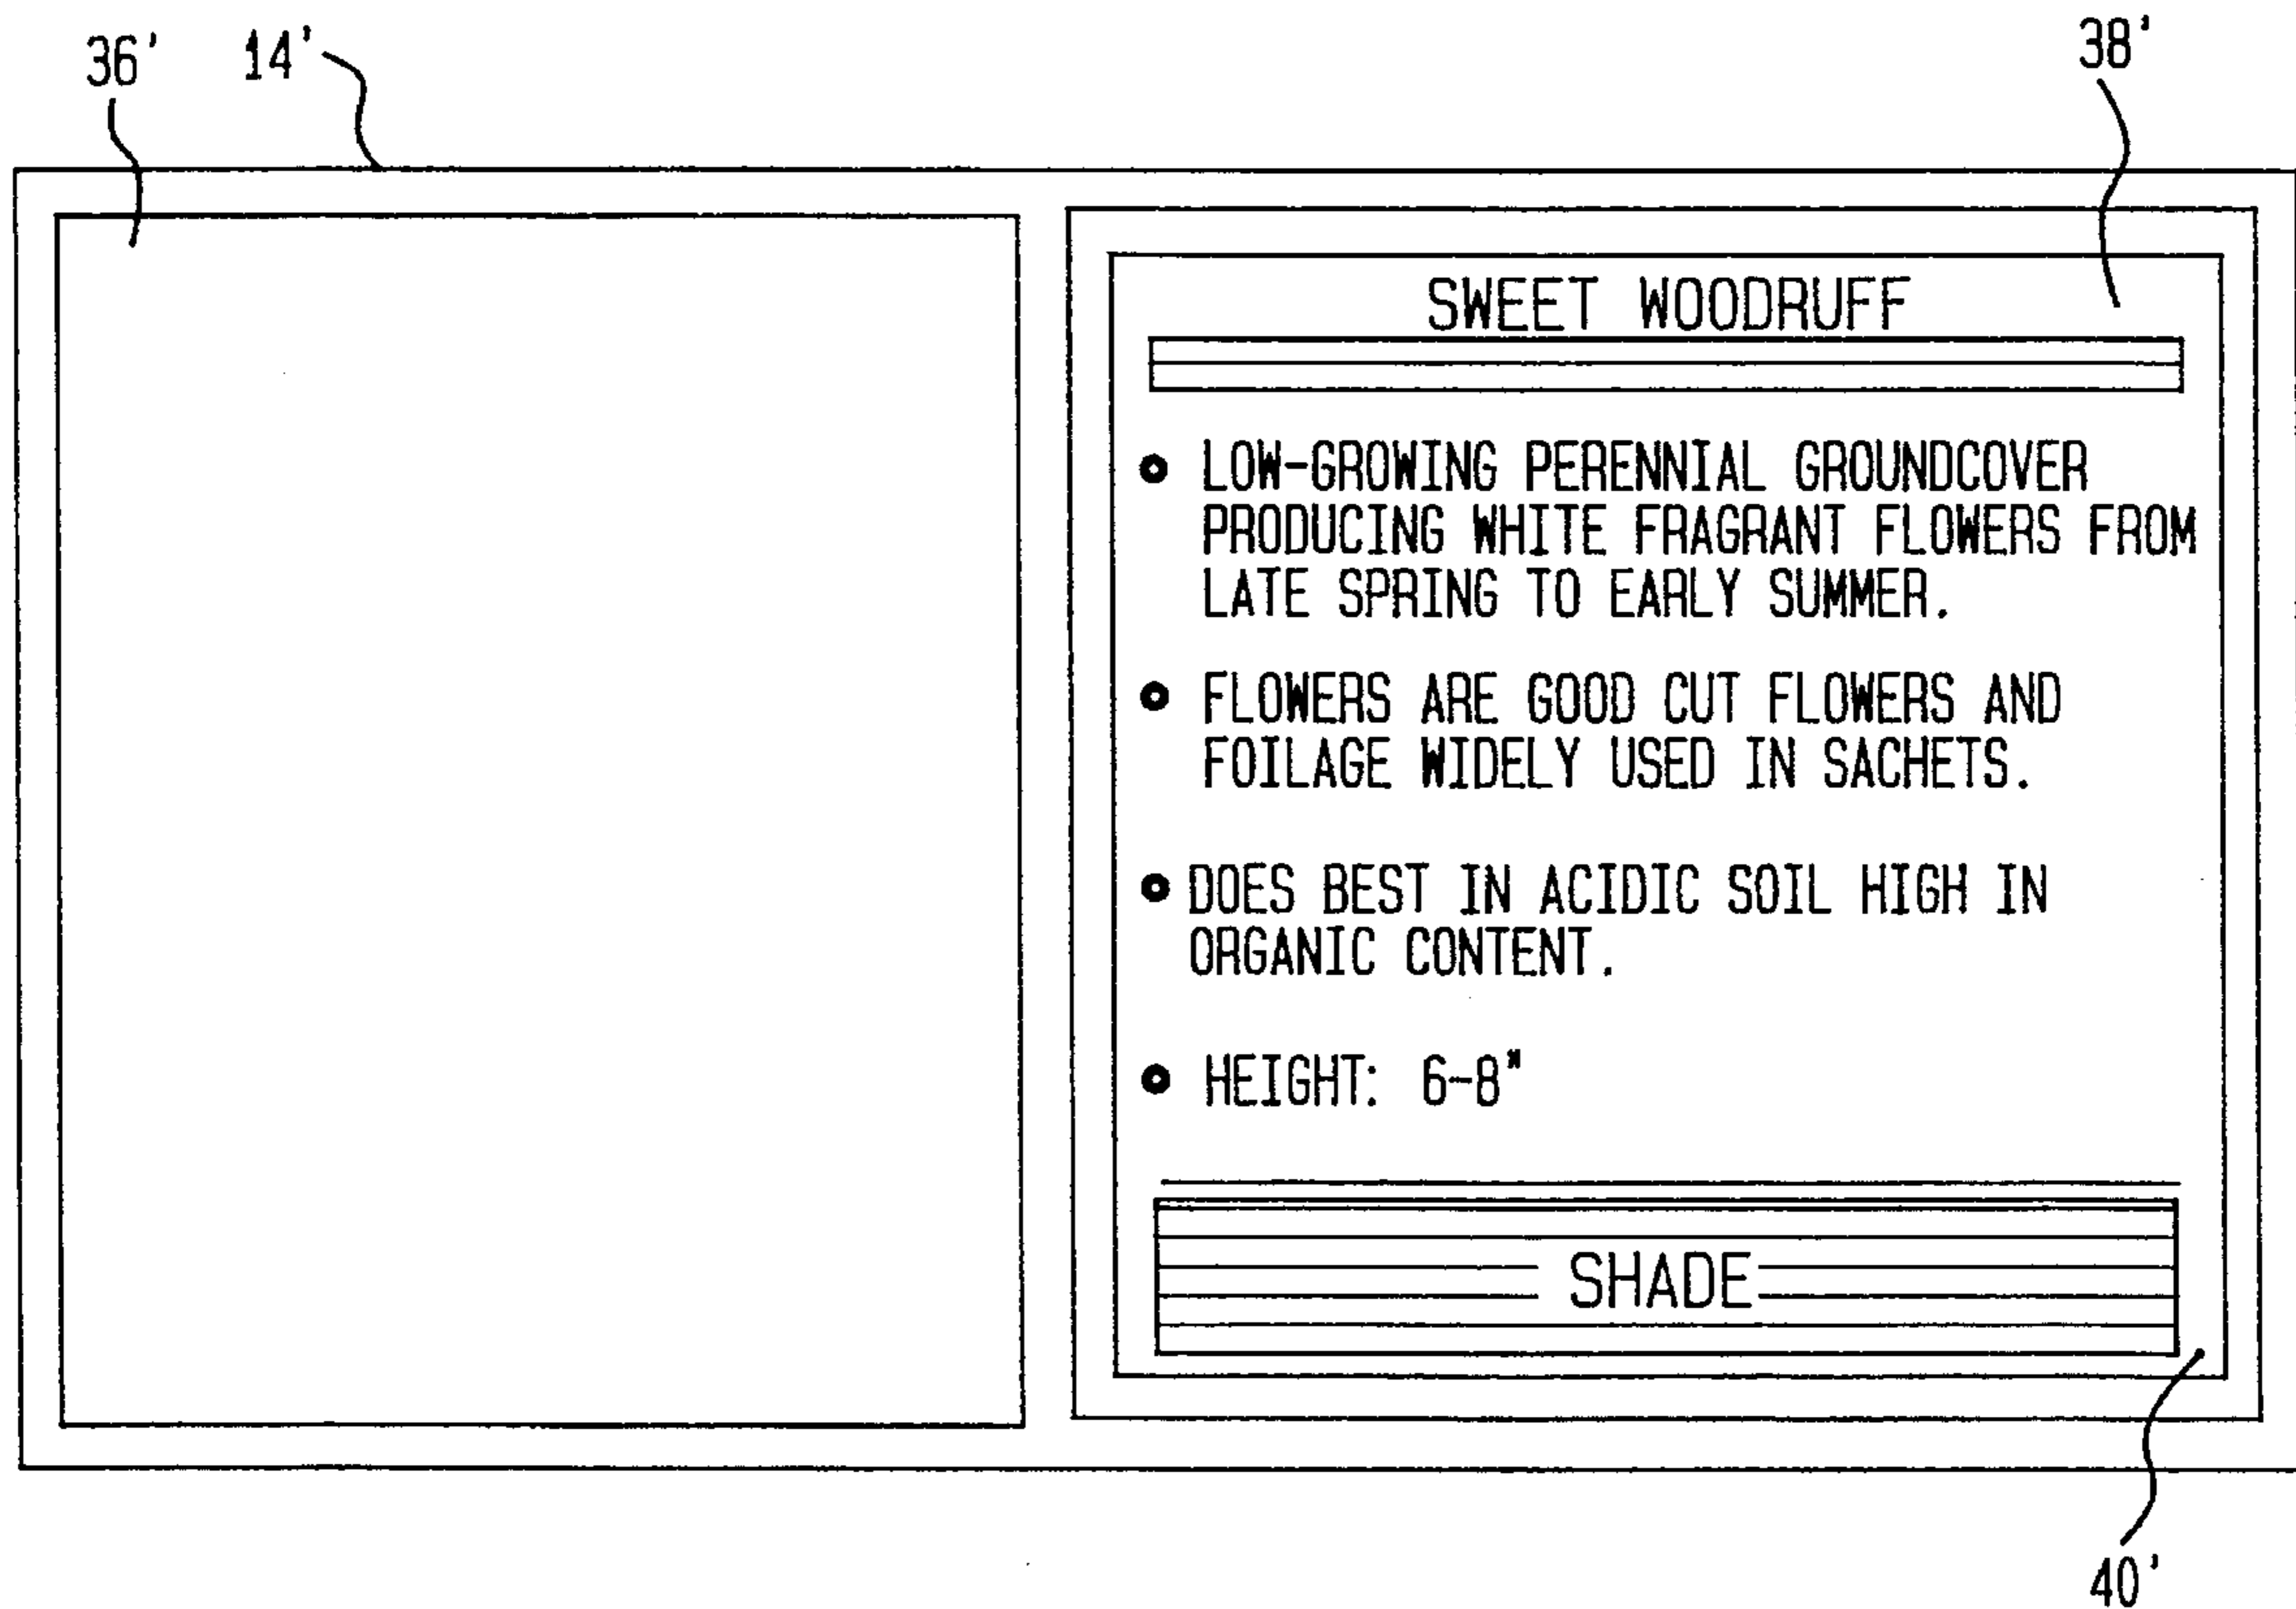 36' 14' 38'
SWEET WOODRUFF
LOW-GROWING PERENNIAL GROUNDCOVER
PRODUCING WHITE FRAGRANT FLOWERS FROM
LATE SPRING TO EARLY SUMMER.
FLOWERS ARE GOOD CUT FLOWERS AND
FOILAGE WIDELY USED IN SACHETS.
DOES BEST IN ACIDIC SOIL HIGH IN
ORGANIC CONTENT.
HEIGHT: 6-8"
SHADE
40'